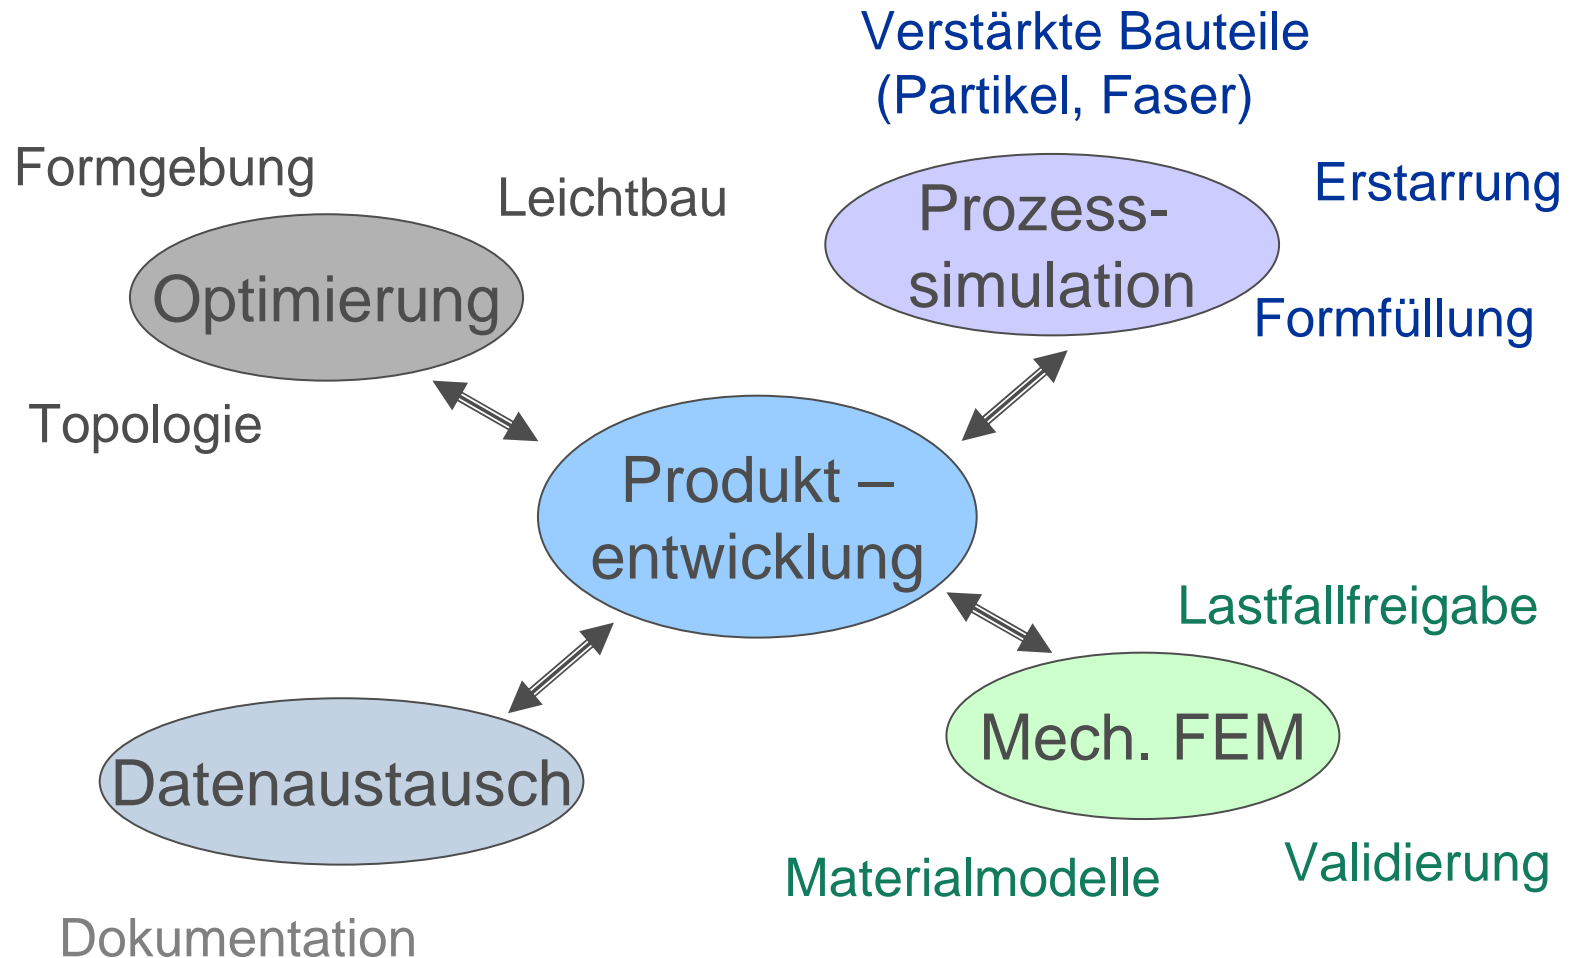 Verstärkte Bauteile
(Partikel, Faser)
Formgebung
Leichtbau
Optimierung
Topologie
Prozess-
simulation
Erstarrung
Formfüllung
Produkt –
entwicklung
Lastfallfreigabe
Mech. FEM
Materialmodelle
Validierung
Datenaustausch
Dokumentation